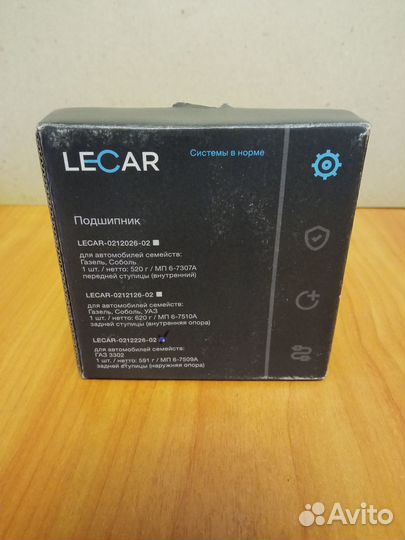 LECAR
Системы в норме
Подшипник
LECAR-0212026-02
для автомобилей семейств:
Газель, Соболь
1 шт. / нетто: 520 г / МП 6-7307А
передней ступицы (внутренний)
LECAR-0212126-02
для автомобилей семейств:
Газель, Соболь, УАЗ
1 шт. / нетто: 620 г / МП 6-7510А
задней ступицы (внутренняя опора)
LECAR-0212226-02
для автомобилей семейств:
ГАЗ 3302
1 шт. / нетто: 591 г / МП 6-7509А
задней ступицы (наружняя опора)
Avito